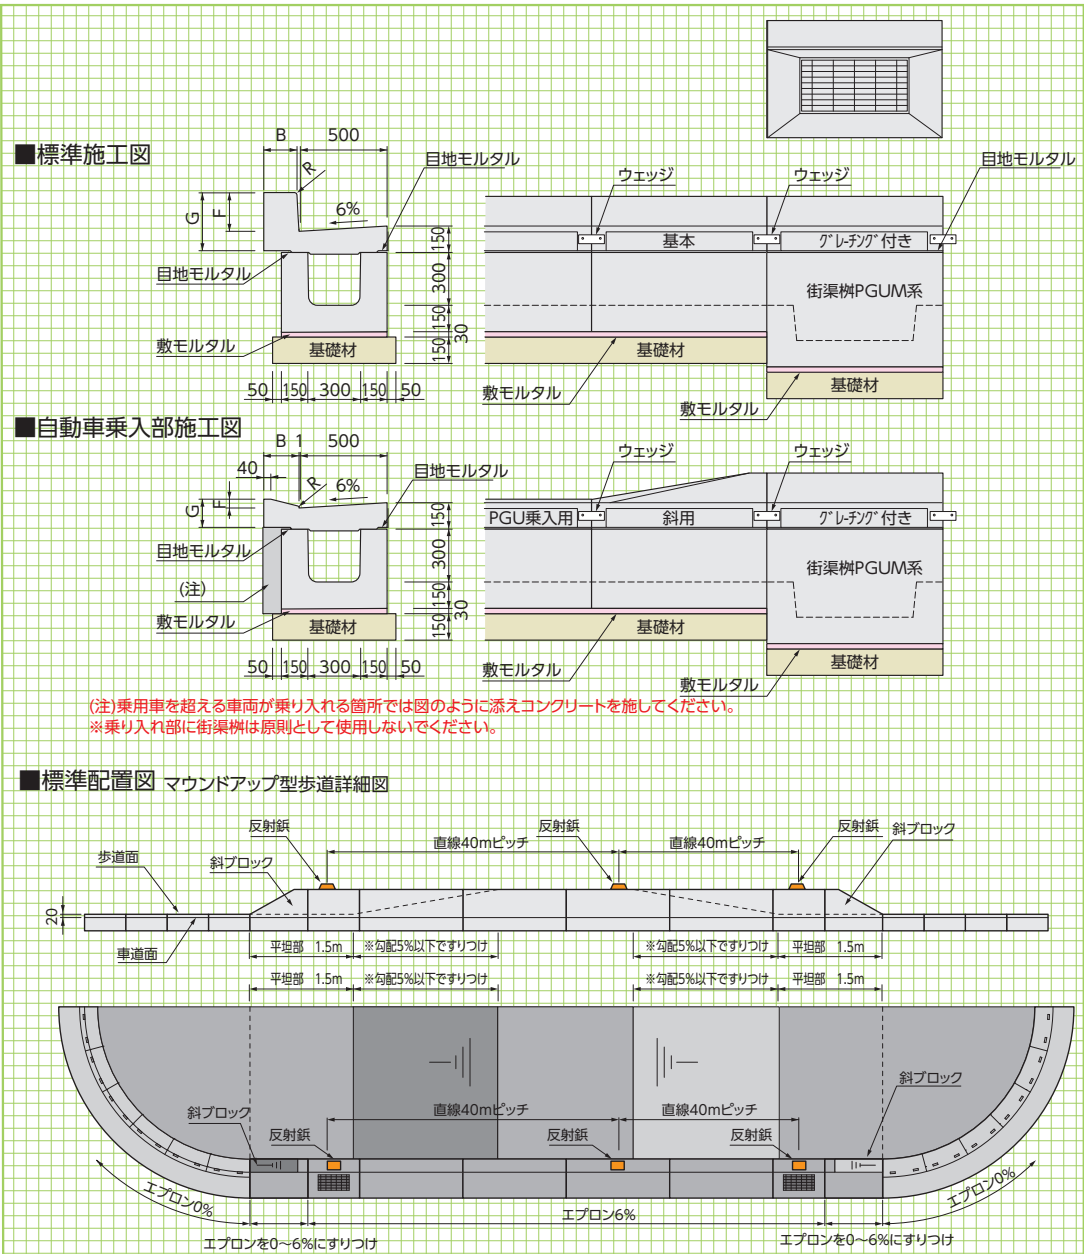 ■標準施工図
B 500
R
目地モルタル
G
F
6%
150
目地モルタル
300
150
30
敷モルタル
基礎材
150
50 150 300 150 50
ウェッジ
ウェッジ
目地モルタル
基本
グレーチング付き
街渠桝PGUM系
基礎材
敷モルタル
基礎材
敷モルタル
■自動車乗入部施工図
B 1 500
40
R
6%
目地モルタル
G
F
150
目地モルタル
300
(注)
150
30
敷モルタル
基礎材
150
50 150 300 150 50
ウェッジ
ウェッジ
PGU乗入用
斜用
グレーチング付き
街渠桝PGUM系
基礎材
敷モルタル
基礎材
敷モルタル
(注)乗用車を超える車両が乗り入れる箇所では図のように添えコンクリートを施してください。
※乗り入れ部に街渠桝は原則として使用しないでください。
■標準配置図 マウンドアップ型歩道詳細図
反射鋲
反射鋲
反射鋲
斜ブロック
直線40mピッチ
直線40mピッチ
歩道面
斜ブロック
20
車道面
平坦部 1.5m
※勾配5%以下ですりつけ
※勾配5%以下ですりつけ
平坦部 1.5m
平坦部 1.5m
※勾配5%以下ですりつけ
※勾配5%以下ですりつけ
平坦部 1.5m
斜ブロック
直線40mピッチ
直線40mピッチ
斜ブロック
反射鋲
反射鋲
反射鋲
エプロン0%
エプロン6%
エプロン0%
エプロンを0～6%にすりつけ
エプロンを0～6%にすりつけ